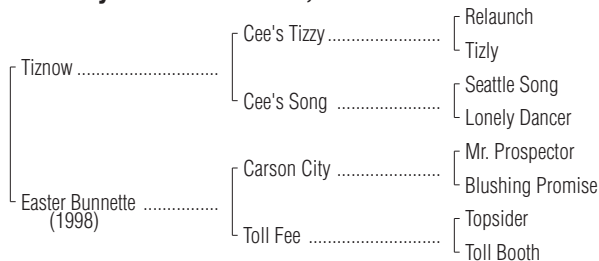 Relaunch
Cee's Tizzy ........................
Tizly
Tiznow ..............................
Seattle Song
Cee's Song ......................
Lonely Dancer
Mr. Prospector
Carson City ......................
Blushing Promise
Easter Bunnette ................
(1998)
Topsider
Toll Fee ............................
Toll Booth